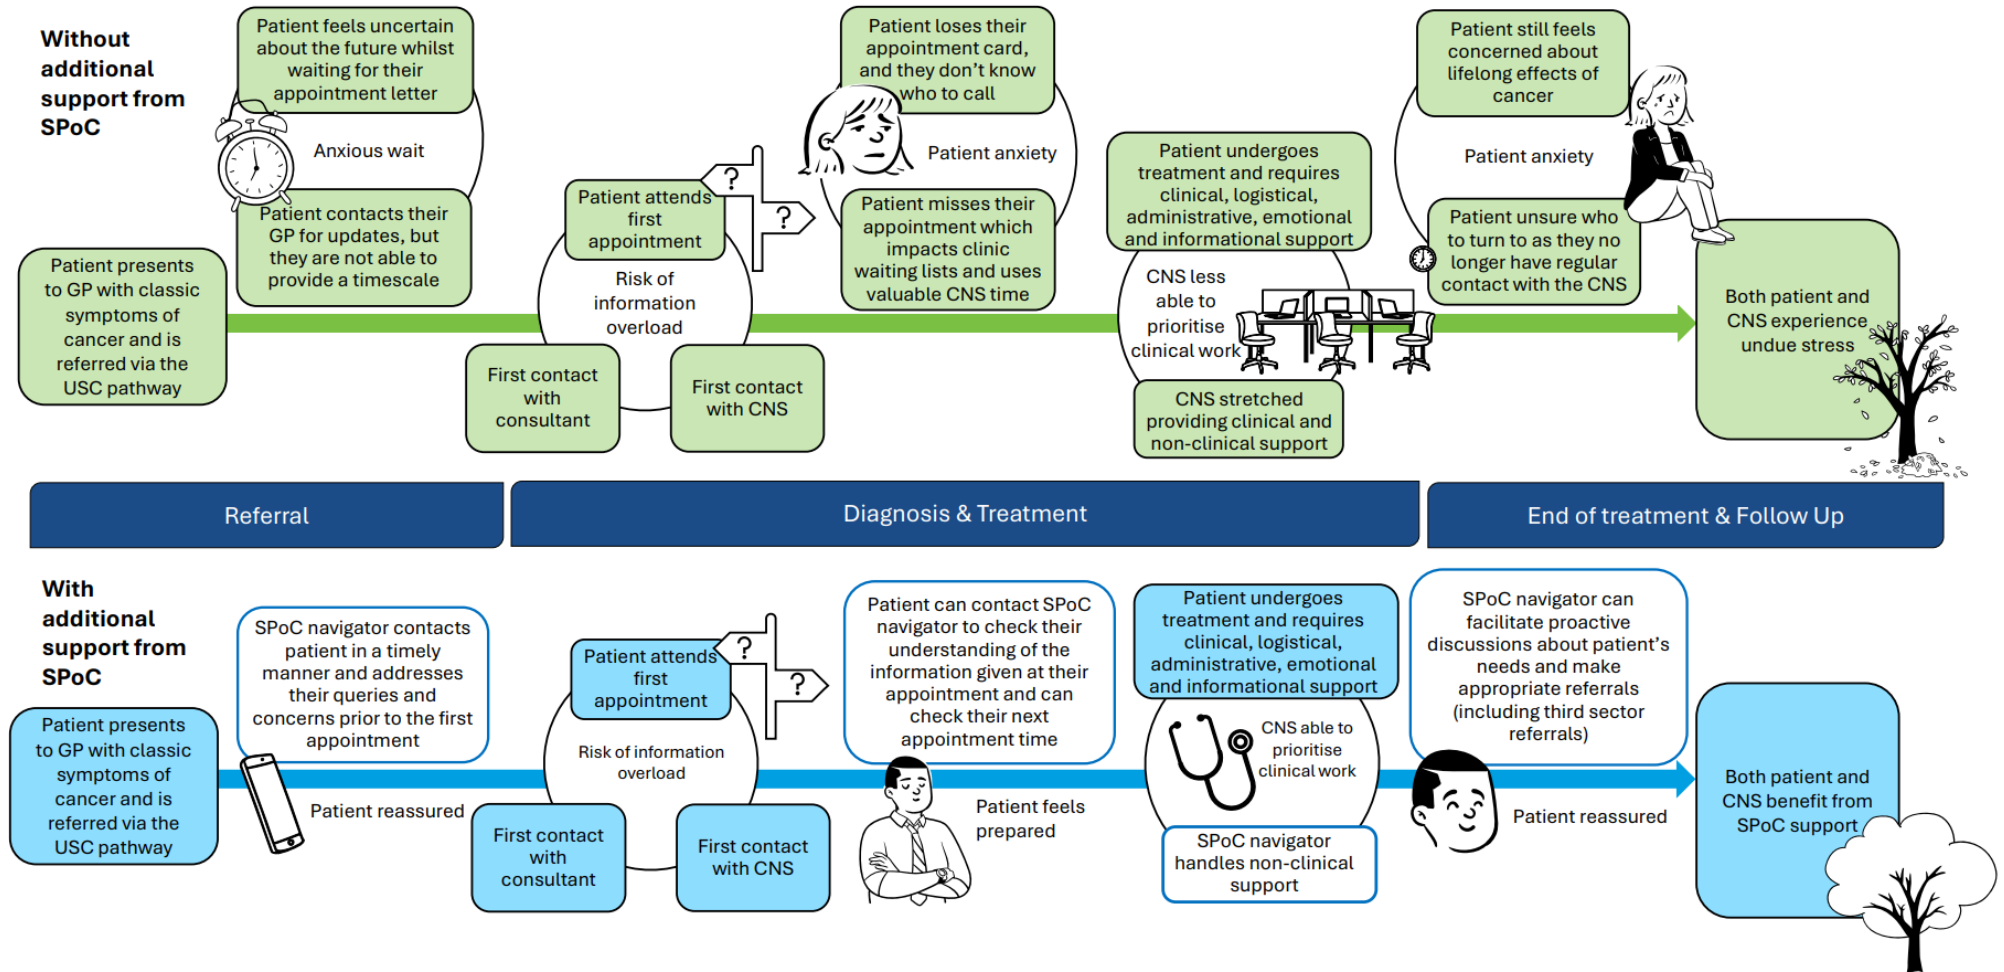 Without
additional
support from
SPoC
Patient presents
to GP with classic
symptoms of
cancer and is
referred via the
USC pathway
Patient feels uncertain
about the future whilst
waiting for their
appointment letter
Anxious wait
Patient contacts their
GP for updates, but
they are not able to
provide a timescale
Patient attends
first
appointment
?
?
Risk of
information
overload
First contact
with
consultant
First contact
with CNS
Patient loses their
appointment card,
and they don’t know
who to call
Patient anxiety
Patient misses their
appointment which
impacts clinic
waiting lists and uses
valuable CNS time
Patient undergoes
treatment and requires
clinical, logistical,
administrative, emotional
and informational support
CNS less
able to
prioritise
clinical work
CNS stretched
providing clinical and
non-clinical support
Patient still feels
concerned about
lifelong effects of
cancer
Patient anxiety
Patient unsure who
to turn to as they no
longer have regular
contact with the CNS
Both patient and
CNS experience
undue stress
Referral
Diagnosis & Treatment
End of treatment & Follow Up
With
additional
support from
SPoC
Patient presents
to GP with classic
symptoms of
cancer and is
referred via the
USC pathway
SPoC navigator contacts
patient in a timely
manner and addresses
their queries and
concerns prior to the first
appointment
Patient reassured
Patient attends
first
appointment
?
?
Risk of information
overload
First contact
with
consultant
First contact
with CNS
Patient can contact SPoC
navigator to check their
understanding of the
information given at their
appointment and can
check their next
appointment time
Patient feels
prepared
Patient undergoes
treatment and requires
clinical, logistical,
administrative, emotional
and informational support
CNS able to
prioritise
clinical work
SPoC navigator
handles non-clinical
support
SPoC navigator can
facilitate proactive
discussions about patient’s
needs and make
appropriate referrals
(including third sector
referrals)
Patient reassured
Both patient and
CNS benefit from
SPoC support